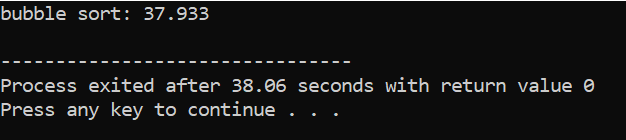 bubble sort: 37.933
--------------------------------
Process exited after 38.06 seconds with return value 0
Press any key to continue . . .